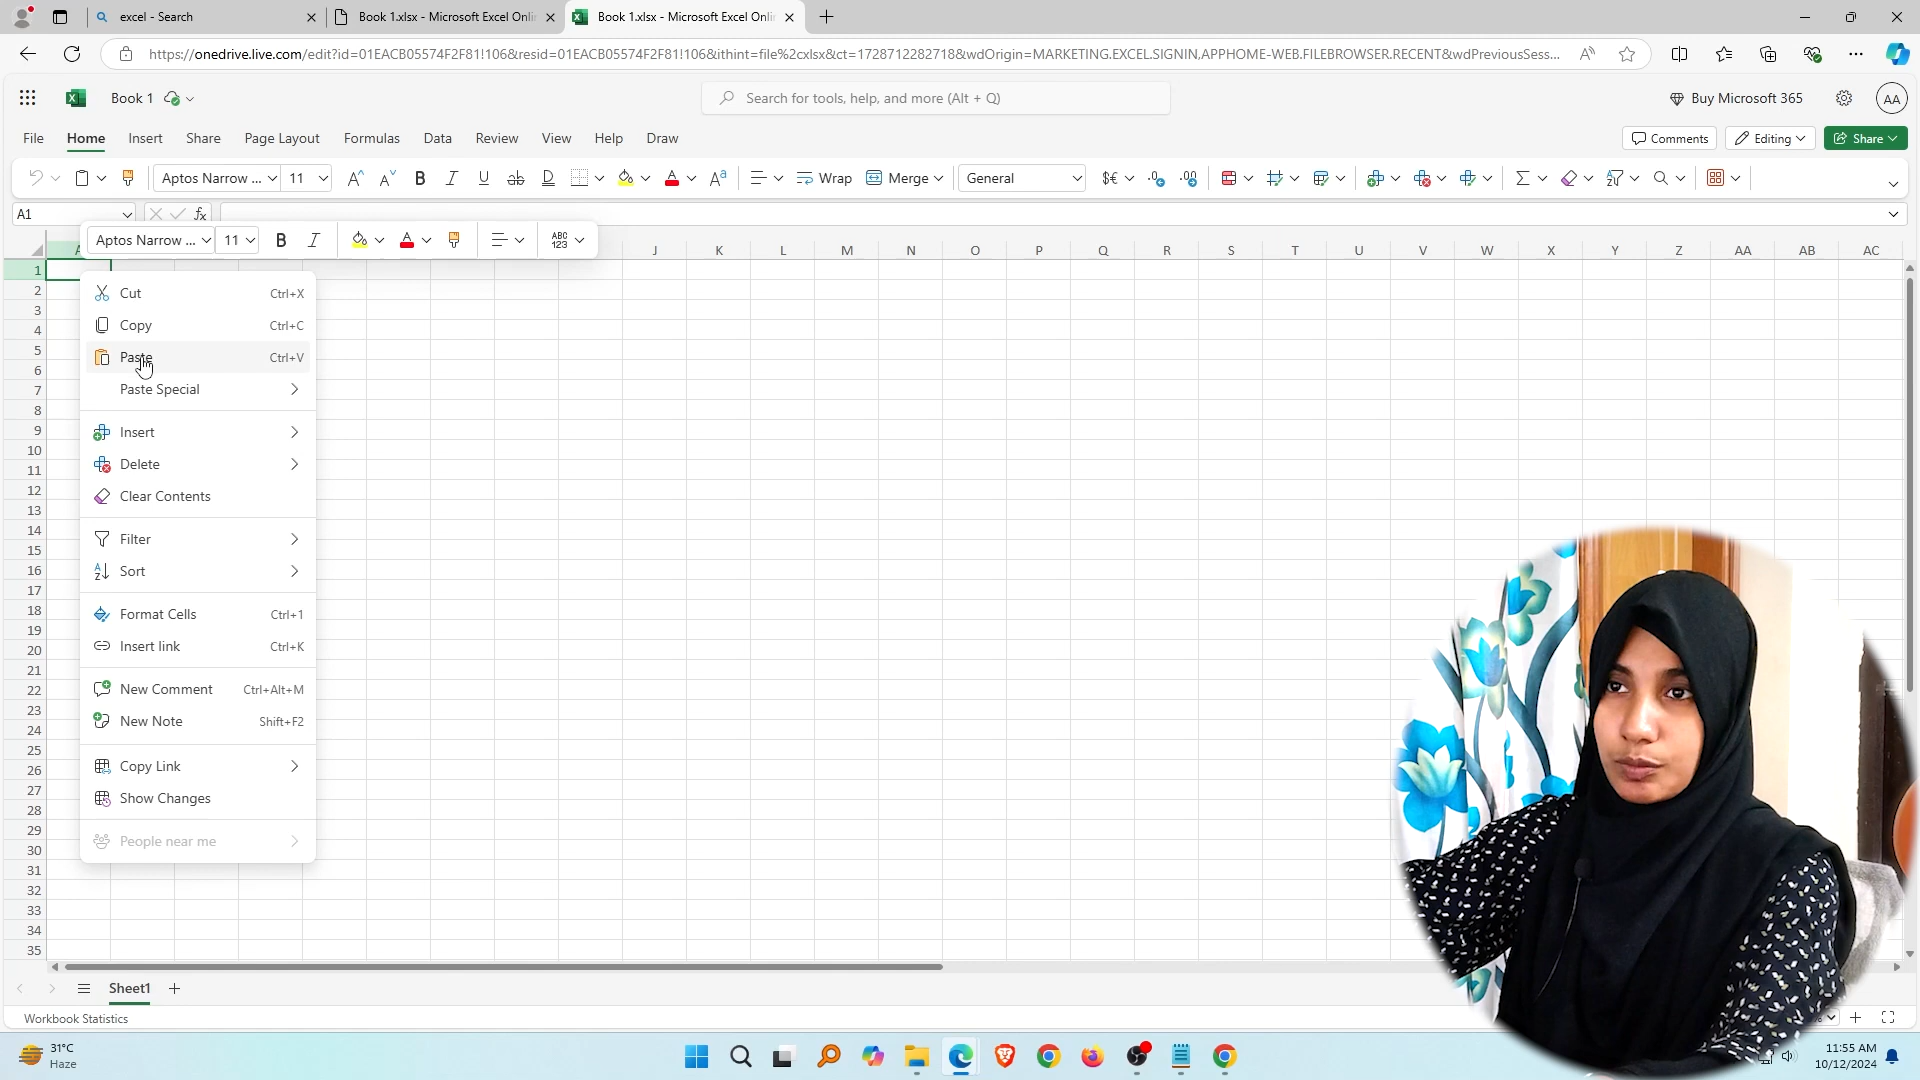 excel - Search
Book 1.xlsx - Microsoft Excel Onli
Book 1.xlsx - Microsoft Excel Onli
https://onedrive.live.com/edit?id=01EACB05574F2F81!106&resid=01EACB05574F2F81!106&ithint=file%2cxlsx&ct=1728712282718&wdOrigin=MARKETING.EXCEL.SIGNIN,APPHOME-WEB.FILEBROWSER.RECENT&wdPreviousSess...
Book 1
Search for tools, help, and more (Alt + Q)
Buy Microsoft 365
AA
File Home Insert Share Page Layout Formulas Data Review View Help Draw
Comments Editing Share
Aptos Narrow ... 11 Wrap Merge General
A1
Aptos Narrow ... 11
J K L M N O P Q R S T U V W X Y Z AA AB AC
1
2
3
4
5
6
7
8
9
10
11
12
13
14
15
16
17
18
19
20
21
22
23
24
25
26
27
28
29
30
31
32
33
34
35
Cut Ctrl+X
Copy Ctrl+C
Paste Ctrl+V
Paste Special
Insert
Delete
Clear Contents
Filter
Sort
Format Cells Ctrl+1
Insert link Ctrl+K
New Comment Ctrl+Alt+M
New Note Shift+F2
Copy Link
Show Changes
People near me
Sheet1
Workbook Statistics
31°C
Haze
11:55 AM
10/12/2024